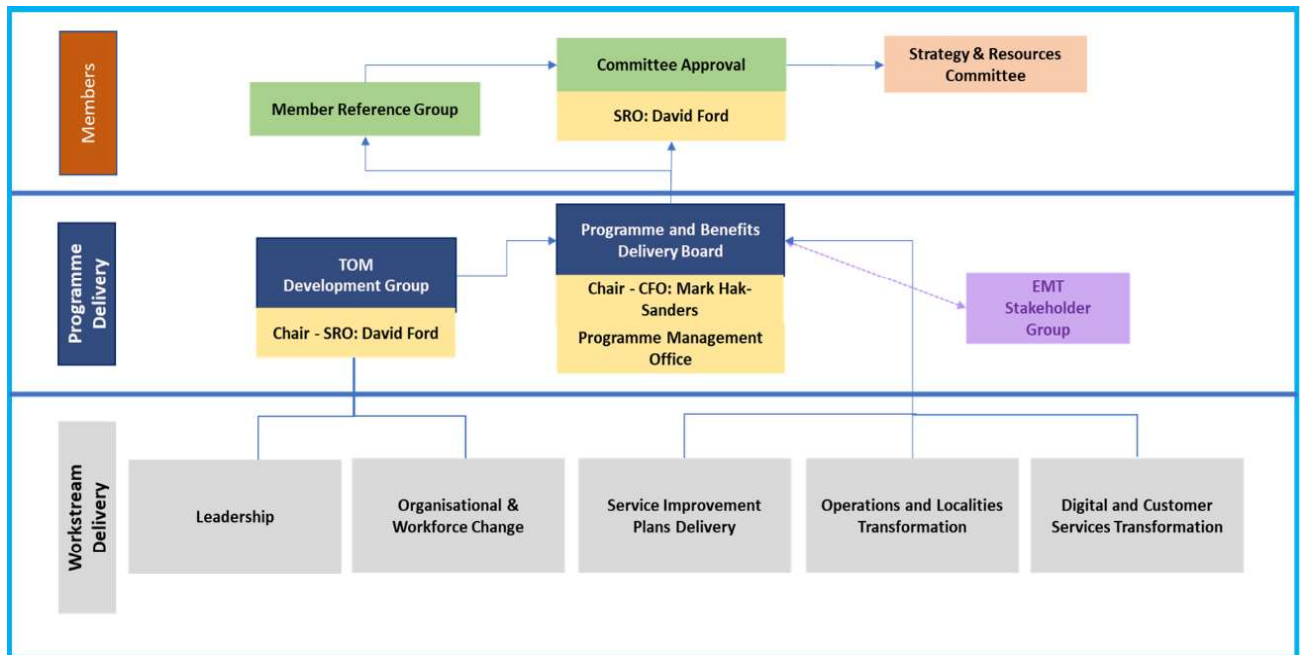 Members
Member Reference Group
Committee Approval
SRO: David Ford
Strategy & Resources
Committee
Programme
Delivery
TOM
Development Group
Chair - SRO: David Ford
Programme and Benefits
Delivery Board
Chair - CFO: Mark Hak-
Sanders
Programme Management
Office
EMT
Stakeholder
Group
Workstream
Delivery
Leadership
Organisational &
Workforce Change
Service Improvement
Plans Delivery
Operations and Localities
Transformation
Digital and Customer
Services Transformation